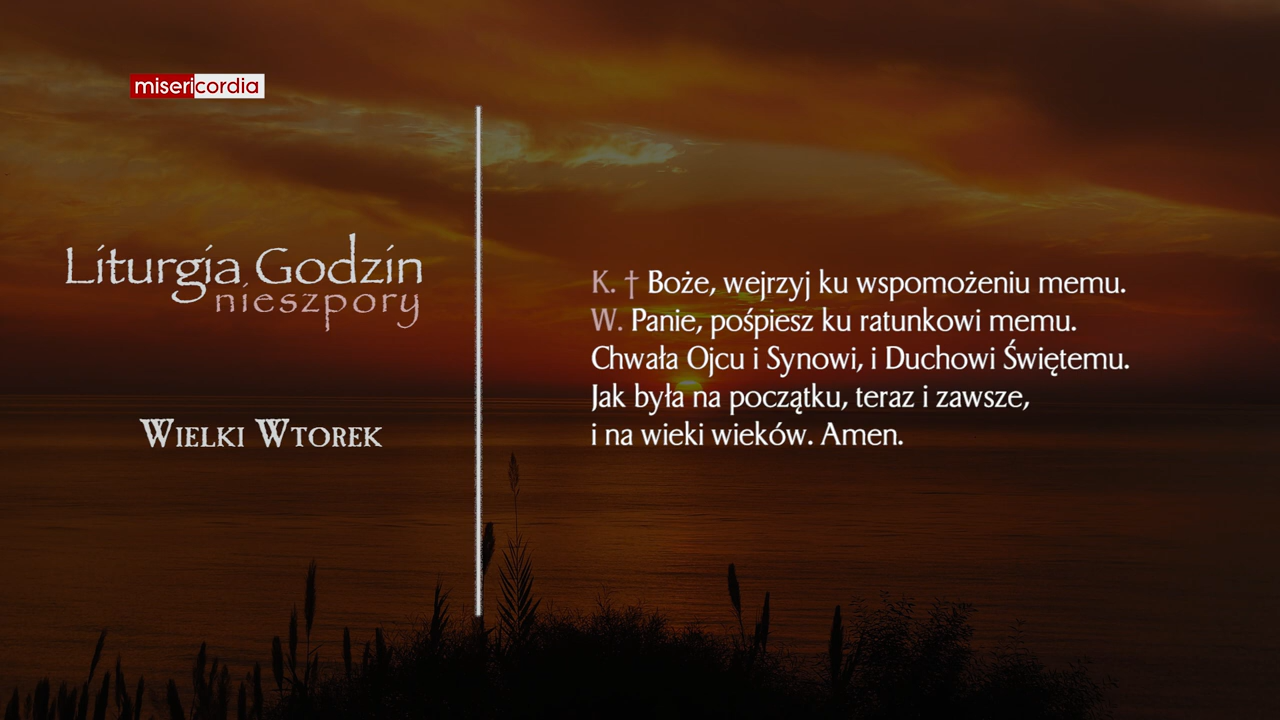 misericordia
Liturgia Godzin
nieszpory
Wielki Wtorek
K. † Boże, wejrzyj ku wspomożeniu memu.
W. Panie, pośpiesz ku ratunkowi memu.
Chwała Ojcu i Synowi, i Duchowi Świętemu.
Jak była na początku, teraz i zawsze,
i na wieki wieków. Amen.